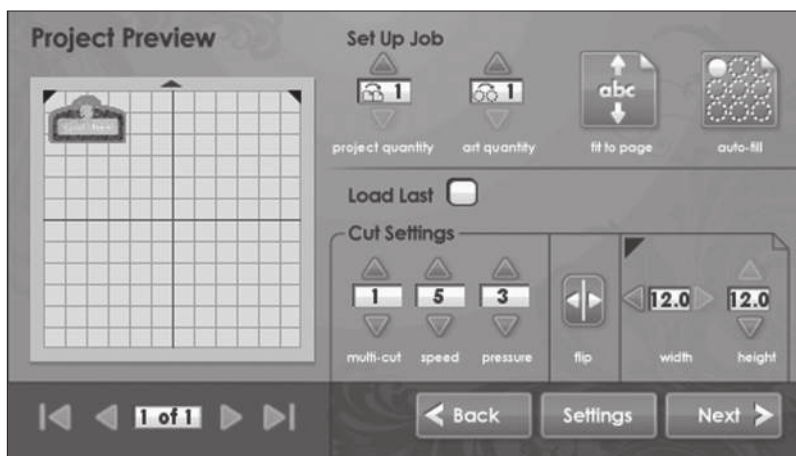 Project Preview
Set Up Job
1
1
abc
project quantity
art quantity
fit to page
auto-fill
Load Last
Cut Settings
1
5
3
12.0
12.0
multi-cut
speed
pressure
flip
width
height
1 of 1
Back
Settings
Next